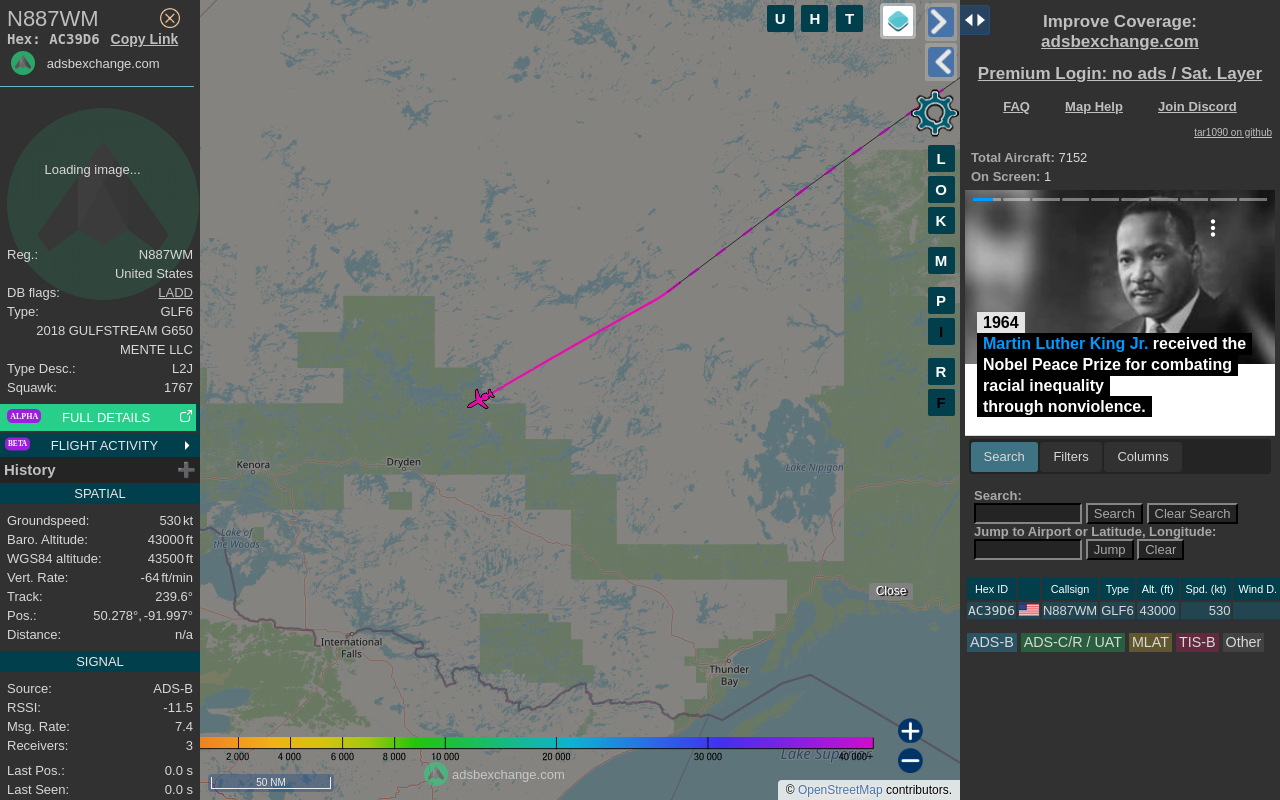 N887WM
Hex: AC39D6 Copy Link
adsbexchange.com
Loading image...
Reg.: N887WM
United States
DB flags: LADD
Type: GLF6
2018 GULFSTREAM G650
MENTE LLC
Type Desc.: L2J
Squawk: 1767
ALPHA FULL DETAILS
BETA FLIGHT ACTIVITY
History
SPATIAL
Groundspeed: 530 kt
Baro. Altitude: 43000 ft
WGS84 altitude: 43500 ft
Vert. Rate: -64 ft/min
Track: 239.6°
Pos.: 50.278°, -91.997°
Distance: n/a
SIGNAL
Source: ADS-B
RSSI: -11.5
Msg. Rate: 7.4
Receivers: 3
Last Pos.: 0.0 s
Last Seen: 0.0 s
U H T
L
O
K
M
P
I
R
F
Kenora
Dryden
Lake of
the Woods
Lake Nipigon
International
Falls
Thunder
Bay
Lake Superior
Close
2 000 4 000 6 000 8 000 10 000 20 000 30 000 40 000+
50 NM
adsbexchange.com
© OpenStreetMap contributors.
Improve Coverage:
adsbexchange.com
Premium Login: no ads / Sat. Layer
FAQ Map Help Join Discord
tar1090 on github
Total Aircraft: 7152
On Screen: 1
1964
Martin Luther King Jr. received the
Nobel Peace Prize for combating
racial inequality
through nonviolence.
Search Filters Columns
Search:
Search Clear Search
Jump to Airport or Latitude, Longitude:
Jump Clear
Hex ID Callsign Type Alt. (ft) Spd. (kt) Wind D.
AC39D6 N887WM GLF6 43000 530
ADS-B ADS-C/R / UAT MLAT TIS-B Other